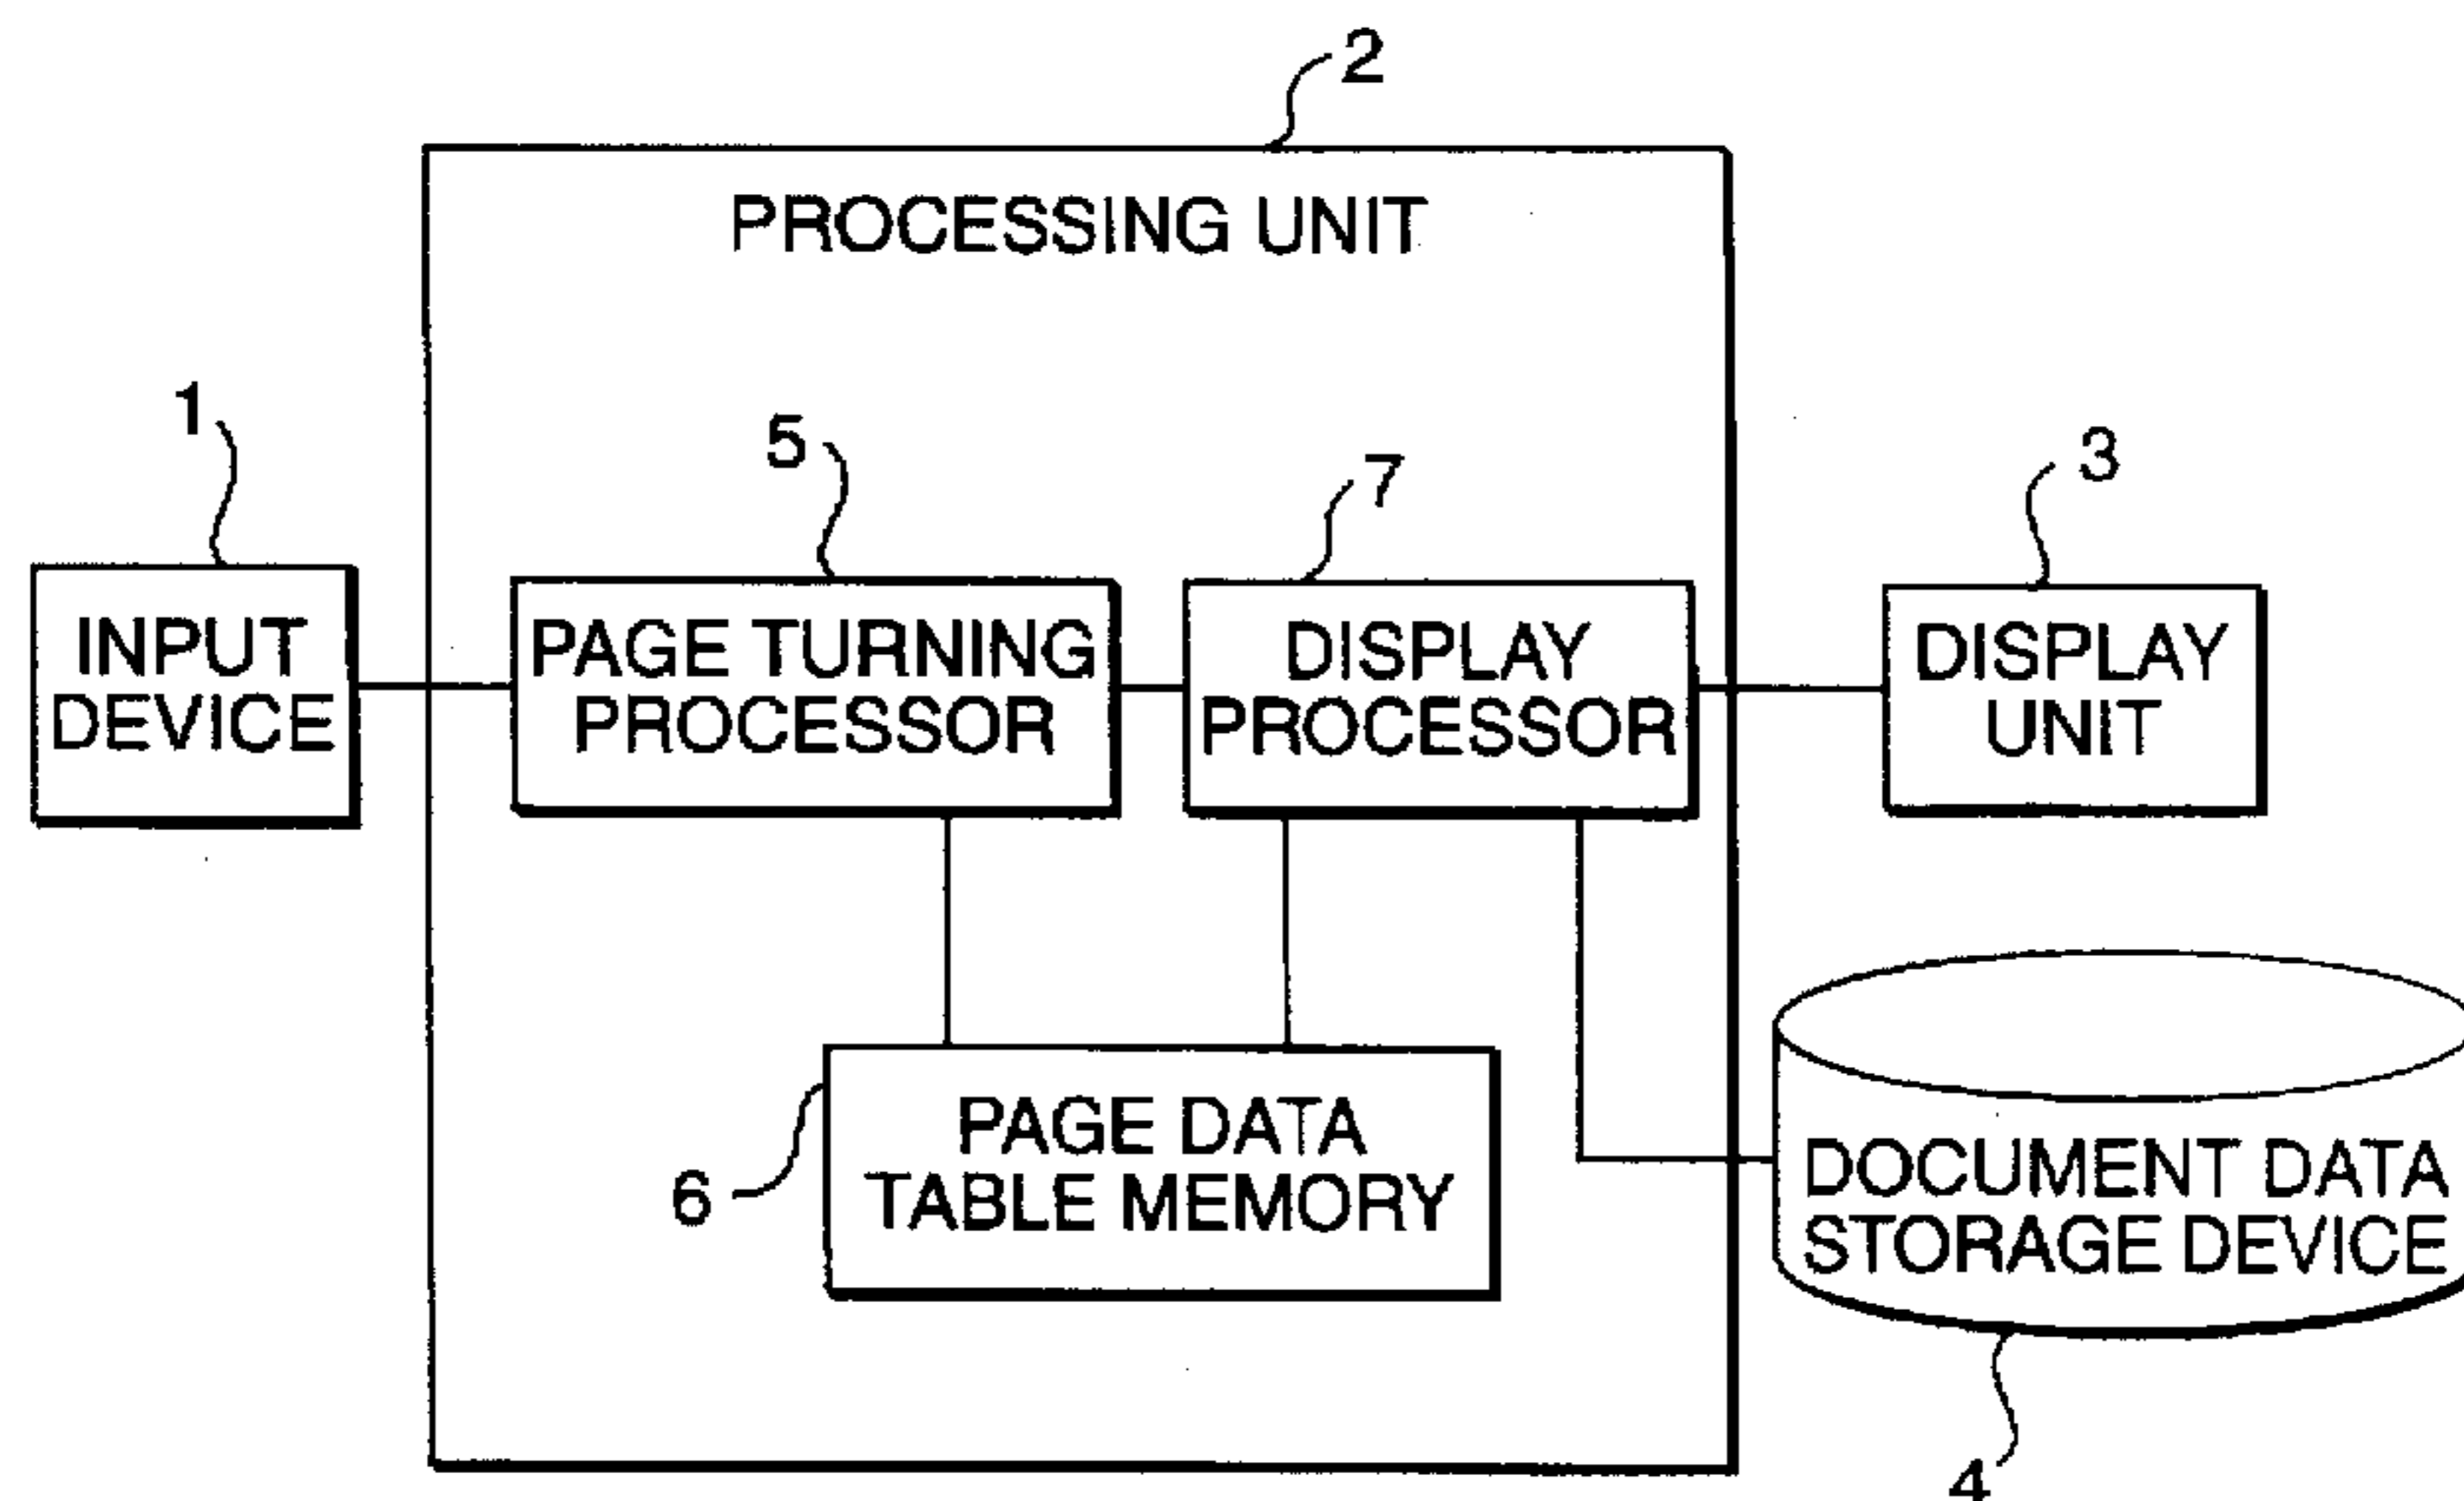 2
PROCESSING UNIT
1
5
7
3
INPUT
DEVICE
PAGE TURNING
PROCESSOR
DISPLAY
PROCESSOR
DISPLAY
UNIT
PAGE DATA
TABLE MEMORY
6
DOCUMENT DATA
STORAGE DEVICE
4